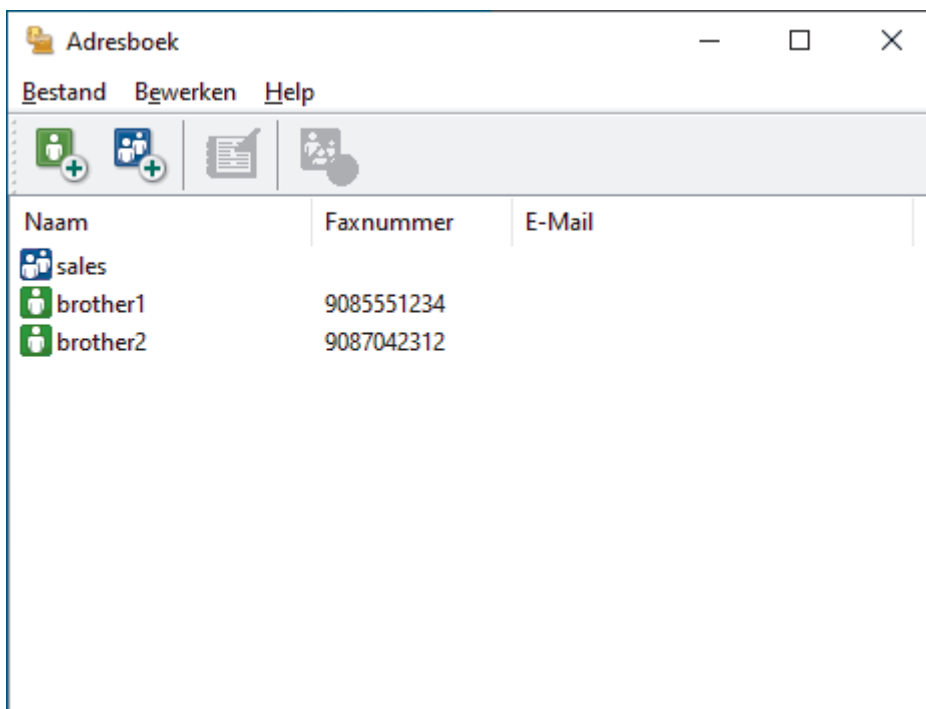 Adresboek
Bestand Bewerken Help
Naam Faxnummer E-Mail
sales
brother1 9085551234
brother2 9087042312